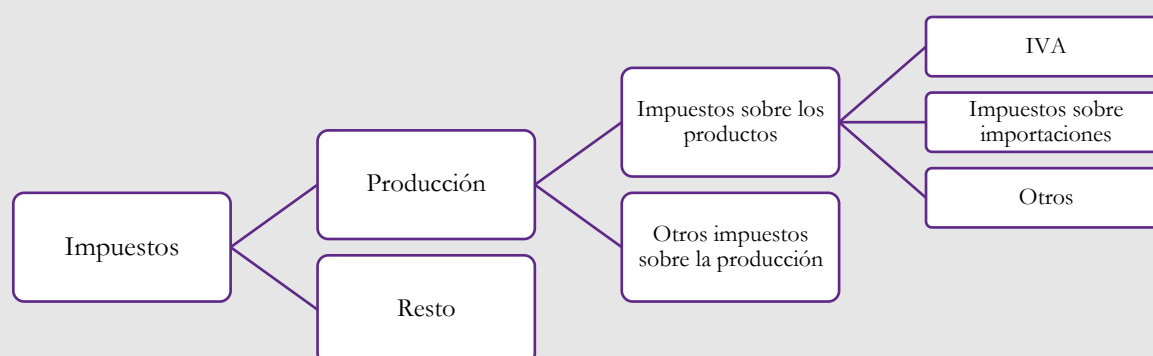 Impuestos
Producción
Resto
Impuestos sobre los
productos
Otros impuestos
sobre la producción
IVA
Impuestos sobre
importaciones
Otros